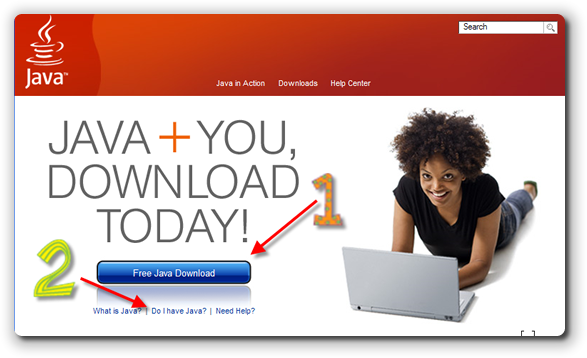 Java™
Search
Java in Action Downloads Help Center
JAVA + YOU,
DOWNLOAD
TODAY!
1
Free Java Download
2
What is Java? | Do I have Java? | Need Help?